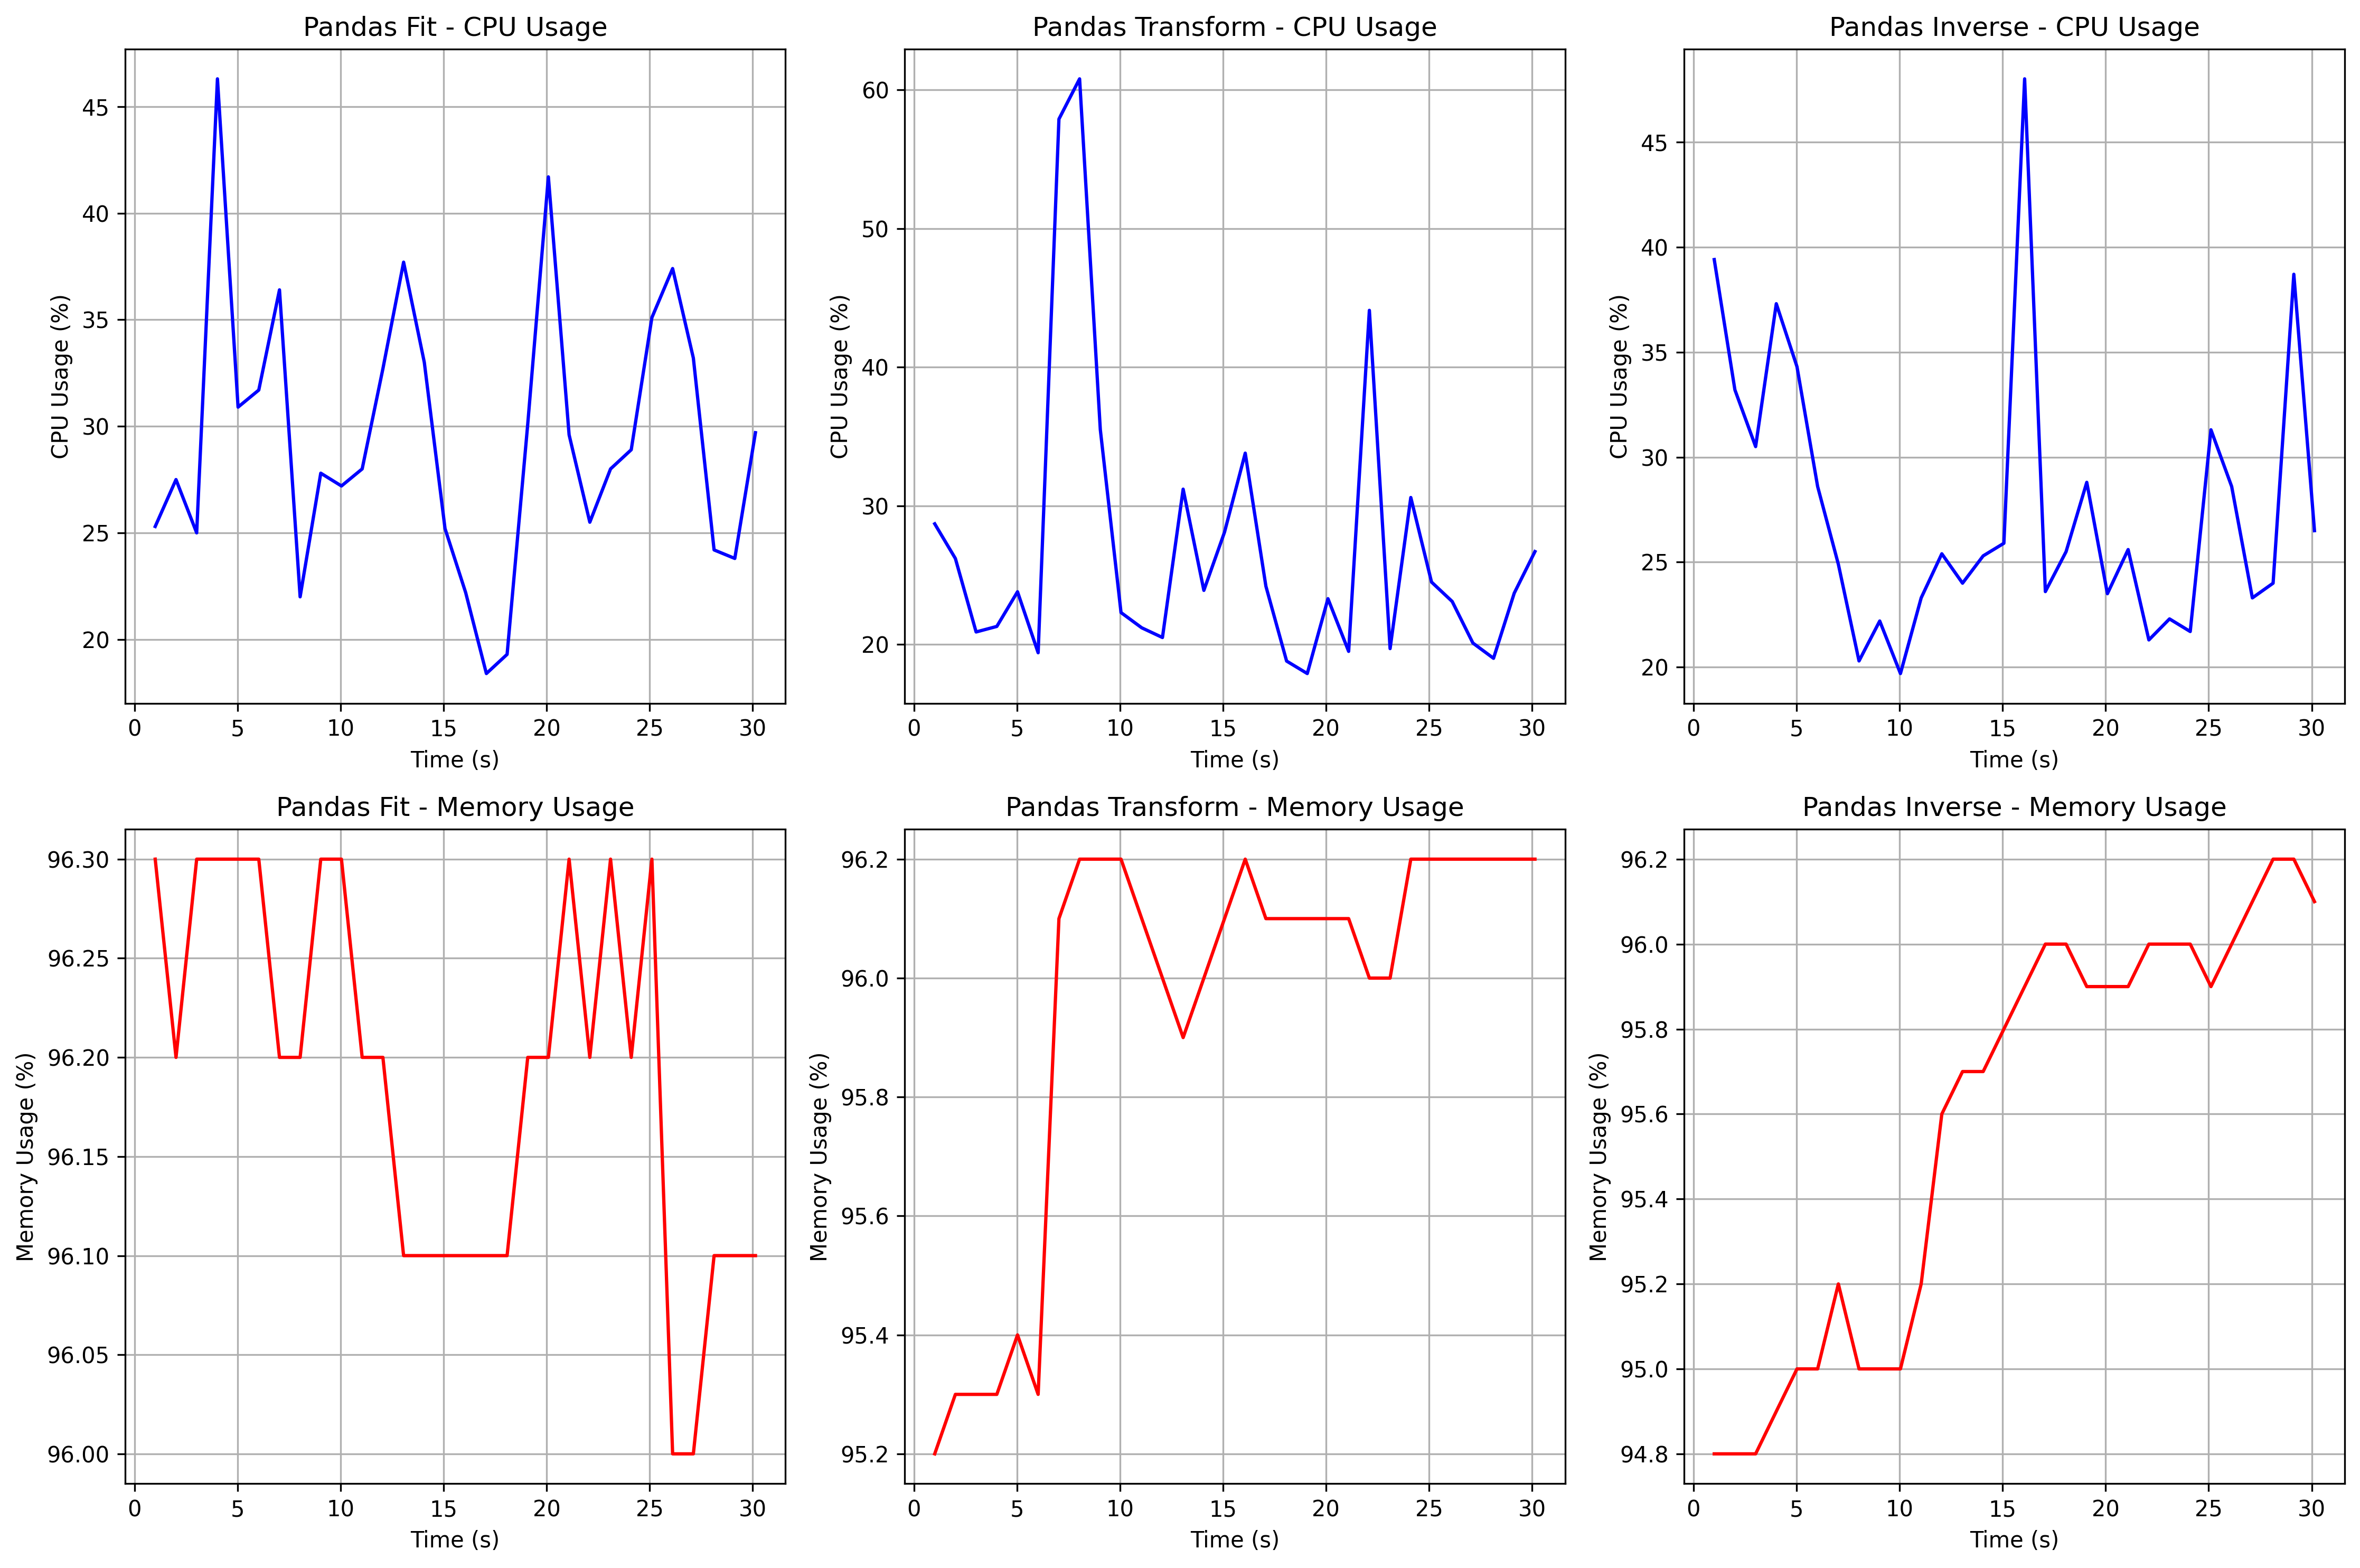 Pandas Fit - CPU Usage
45
40
35
30
25
20
CPU Usage (%)
0 5 10 15 20 25 30
Time (s)
Pandas Transform - CPU Usage
60
50
40
30
20
CPU Usage (%)
0 5 10 15 20 25 30
Time (s)
Pandas Inverse - CPU Usage
45
40
35
30
25
20
CPU Usage (%)
0 5 10 15 20 25 30
Time (s)
Pandas Fit - Memory Usage
96.30
96.25
96.20
96.15
96.10
96.05
96.00
Memory Usage (%)
0 5 10 15 20 25 30
Time (s)
Pandas Transform - Memory Usage
96.2
96.0
95.8
95.6
95.4
95.2
Memory Usage (%)
0 5 10 15 20 25 30
Time (s)
Pandas Inverse - Memory Usage
96.2
96.0
95.8
95.6
95.4
95.2
95.0
94.8
Memory Usage (%)
0 5 10 15 20 25 30
Time (s)